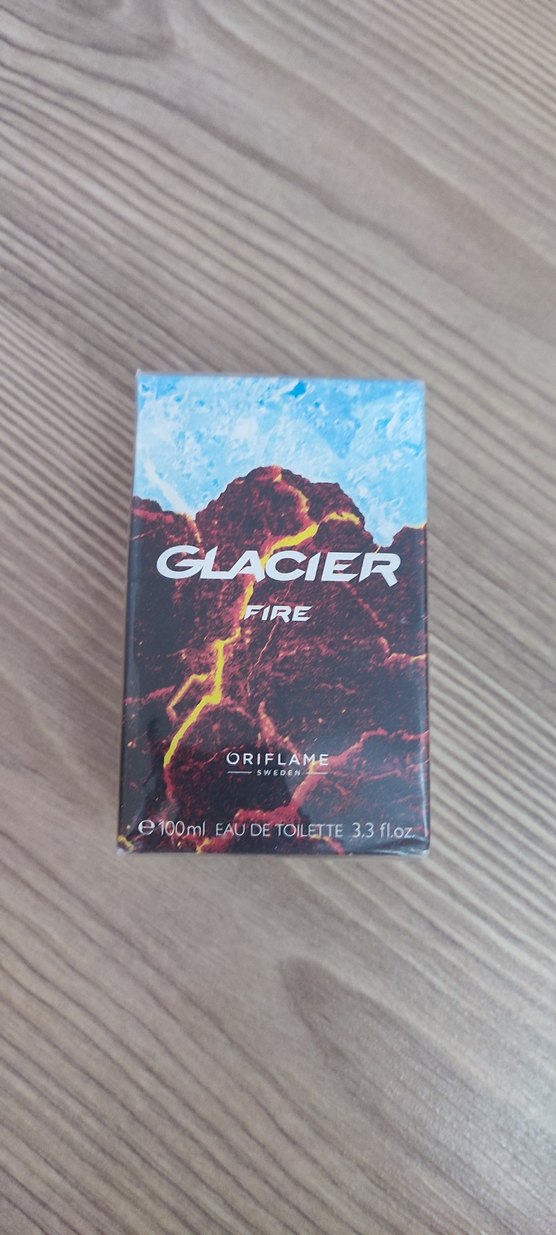 GLACIER
FIRE
ORIFLAME
SWEDEN
℮100ml EAU DE TOILETTE 3.3 fl.oz.